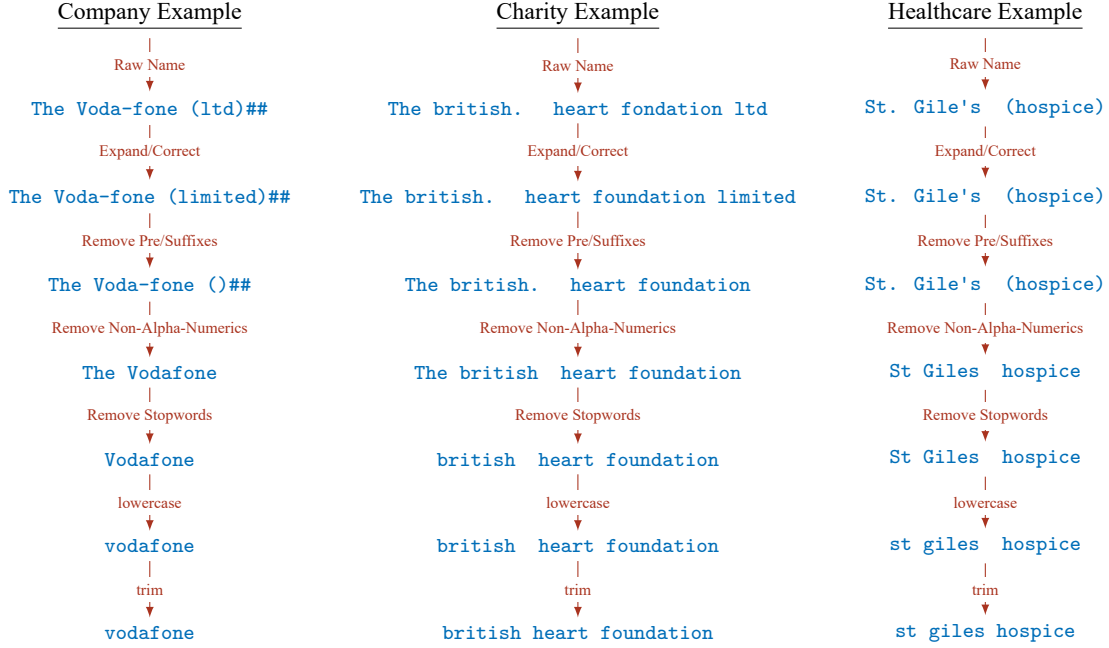 Company Example
Raw Name
The Voda-fone (ltd)##
Expand/Correct
The Voda-fone (limited)##
Remove Pre/Suffixes
The Voda-fone ()##
Remove Non-Alpha-Numerics
The Vodafone
Remove Stopwords
Vodafone
lowercase
vodafone
trim
vodafone
Charity Example
Raw Name
The british.  heart fondation ltd
Expand/Correct
The british.  heart foundation limited
Remove Pre/Suffixes
The british.  heart foundation
Remove Non-Alpha-Numerics
The british  heart foundation
Remove Stopwords
british  heart foundation
lowercase
british  heart foundation
trim
british heart foundation
Healthcare Example
Raw Name
St. Gile's  (hospice)
Expand/Correct
St. Gile's  (hospice)
Remove Pre/Suffixes
St. Gile's  (hospice)
Remove Non-Alpha-Numerics
St Giles  hospice
Remove Stopwords
St Giles  hospice
lowercase
st giles  hospice
trim
st giles hospice